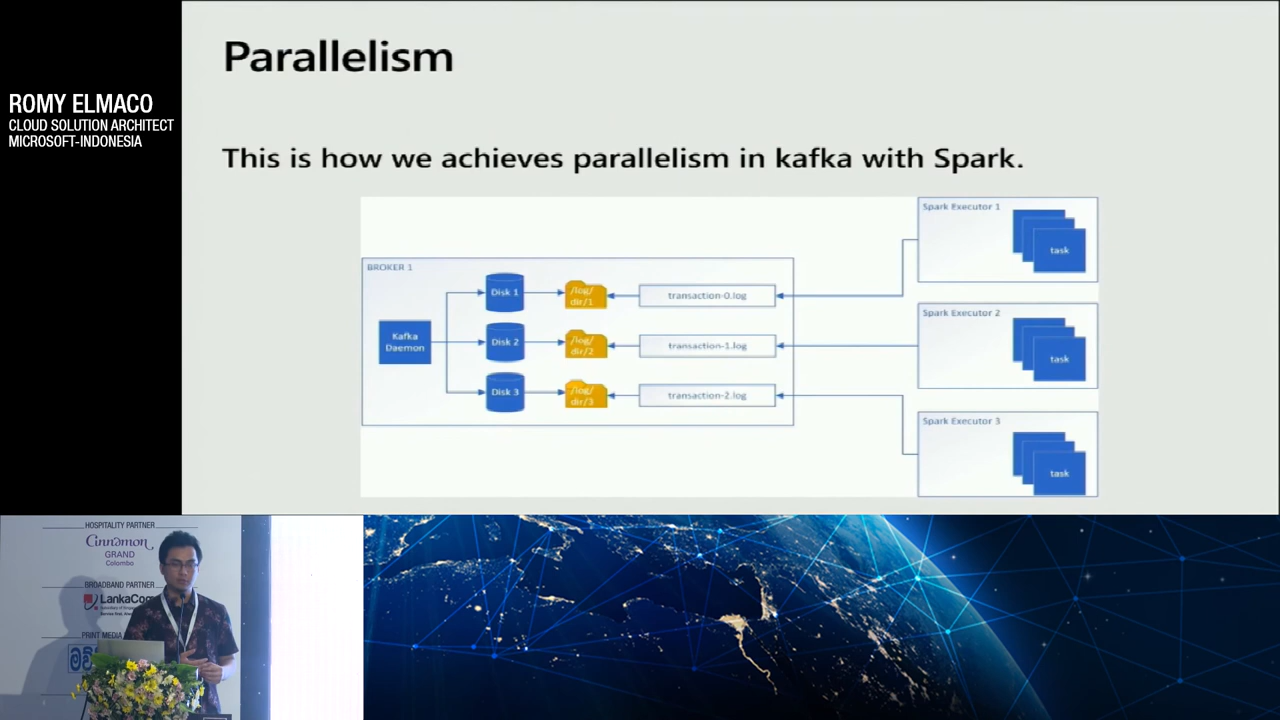 Parallelism
ROMY ELMACO
CLOUD SOLUTION ARCHITECT
MICROSOFT-INDONESIA
This is how we achieves parallelism in kafka with Spark.
Spark Executor 1
task
BROKER 1
Kafka
Daemon
Disk 1
/log/
dir/1
transaction-0.log
Disk 2
/log/
dir/2
transaction-1.log
Disk 3
/log/
dir/3
transaction-2.log
Spark Executor 2
task
Spark Executor 3
task
HOSPITALITY PARTNER
Cinnamon
GRAND
Colombo
BROADBAND PARTNER
LankaCom
PRINT MEDIA